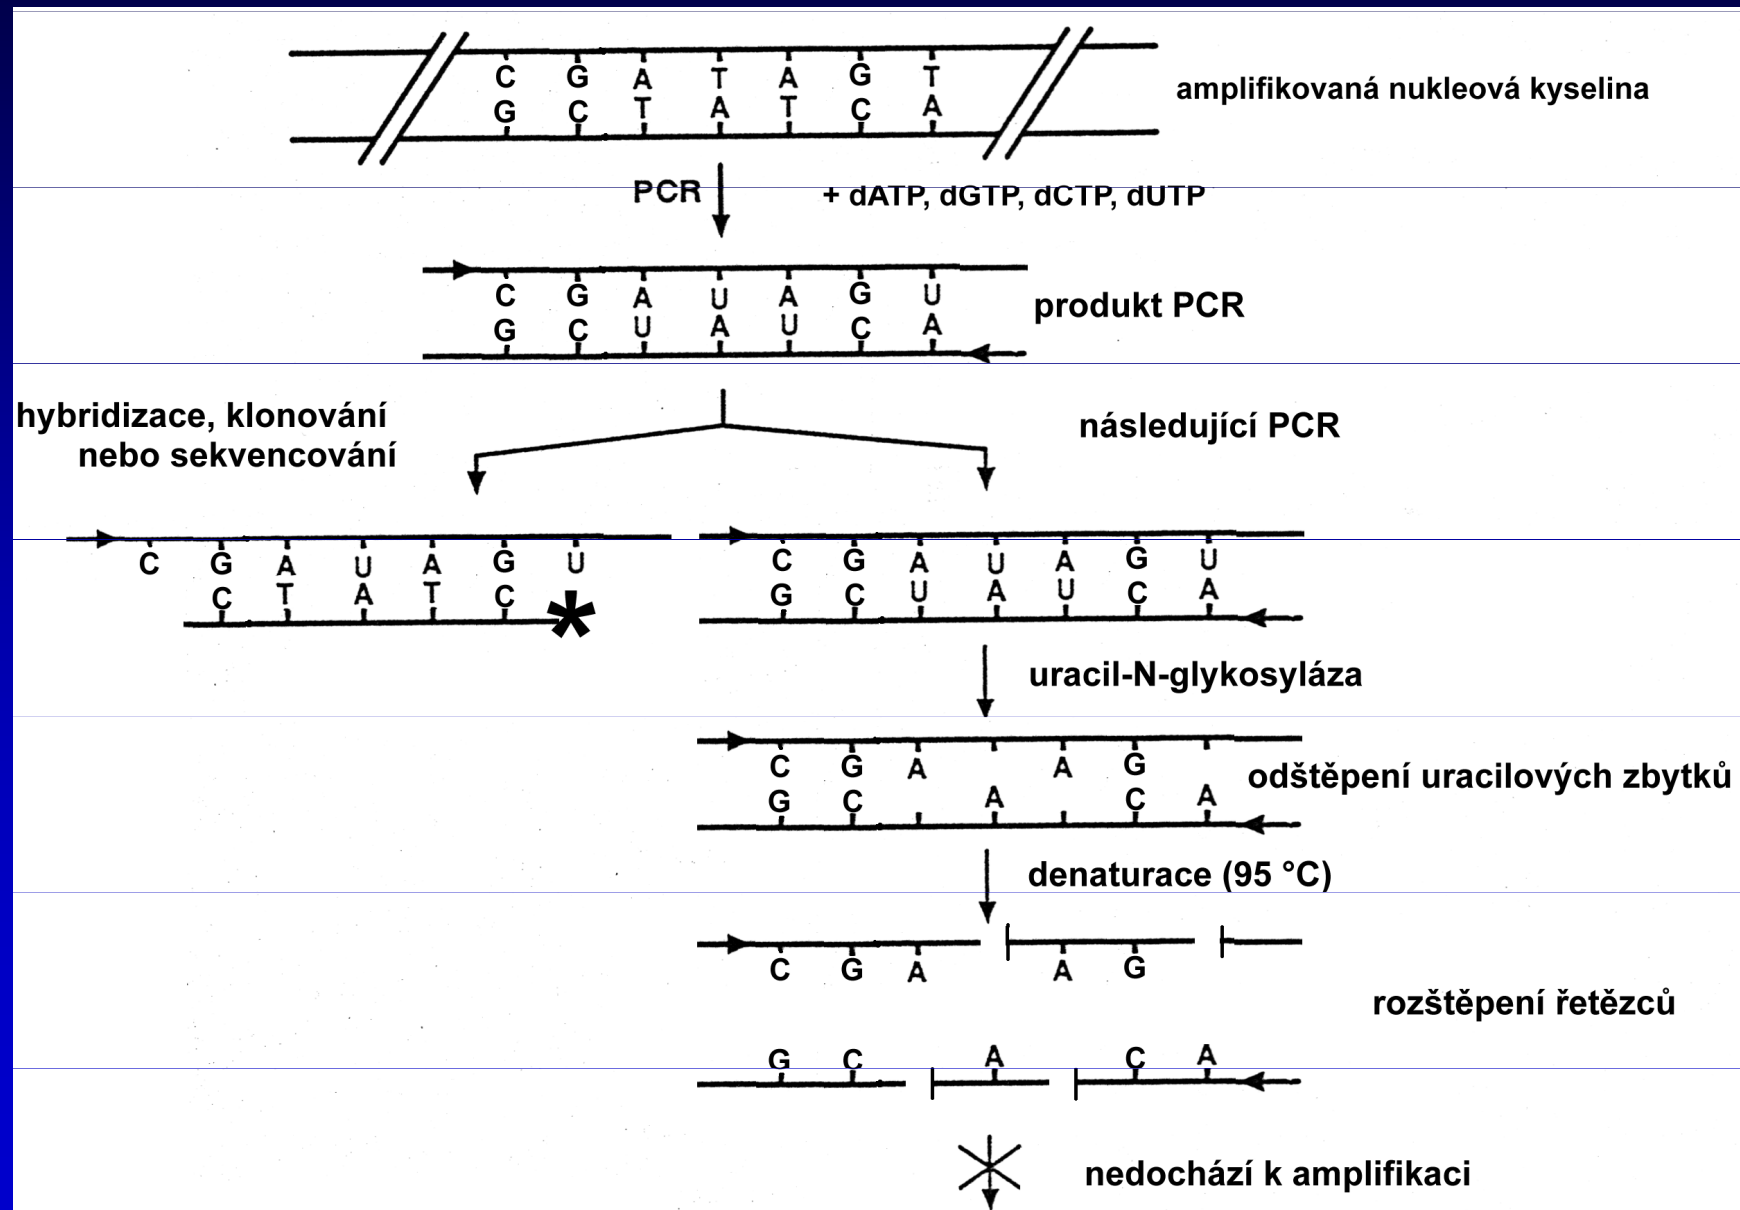 C G A T A G T
G C T A T C A
amplifikovaná nukleová kyselina
PCR
+ dATP, dGTP, dCTP, dUTP
C G A U A G U
G C U A U C A
produkt PCR
hybridizace, klonování
nebo sekvencování
následující PCR
C G A U A G U
C T A T C *
C G A U A G U
G C U A U C A
uracil-N-glykosyláza
C G A A G
G C A C A
odštěpení uracilových zbytků
denaturace (95 °C)
C G A A G
rozštěpení řetězců
G C A C A
nedochází k amplifikaci